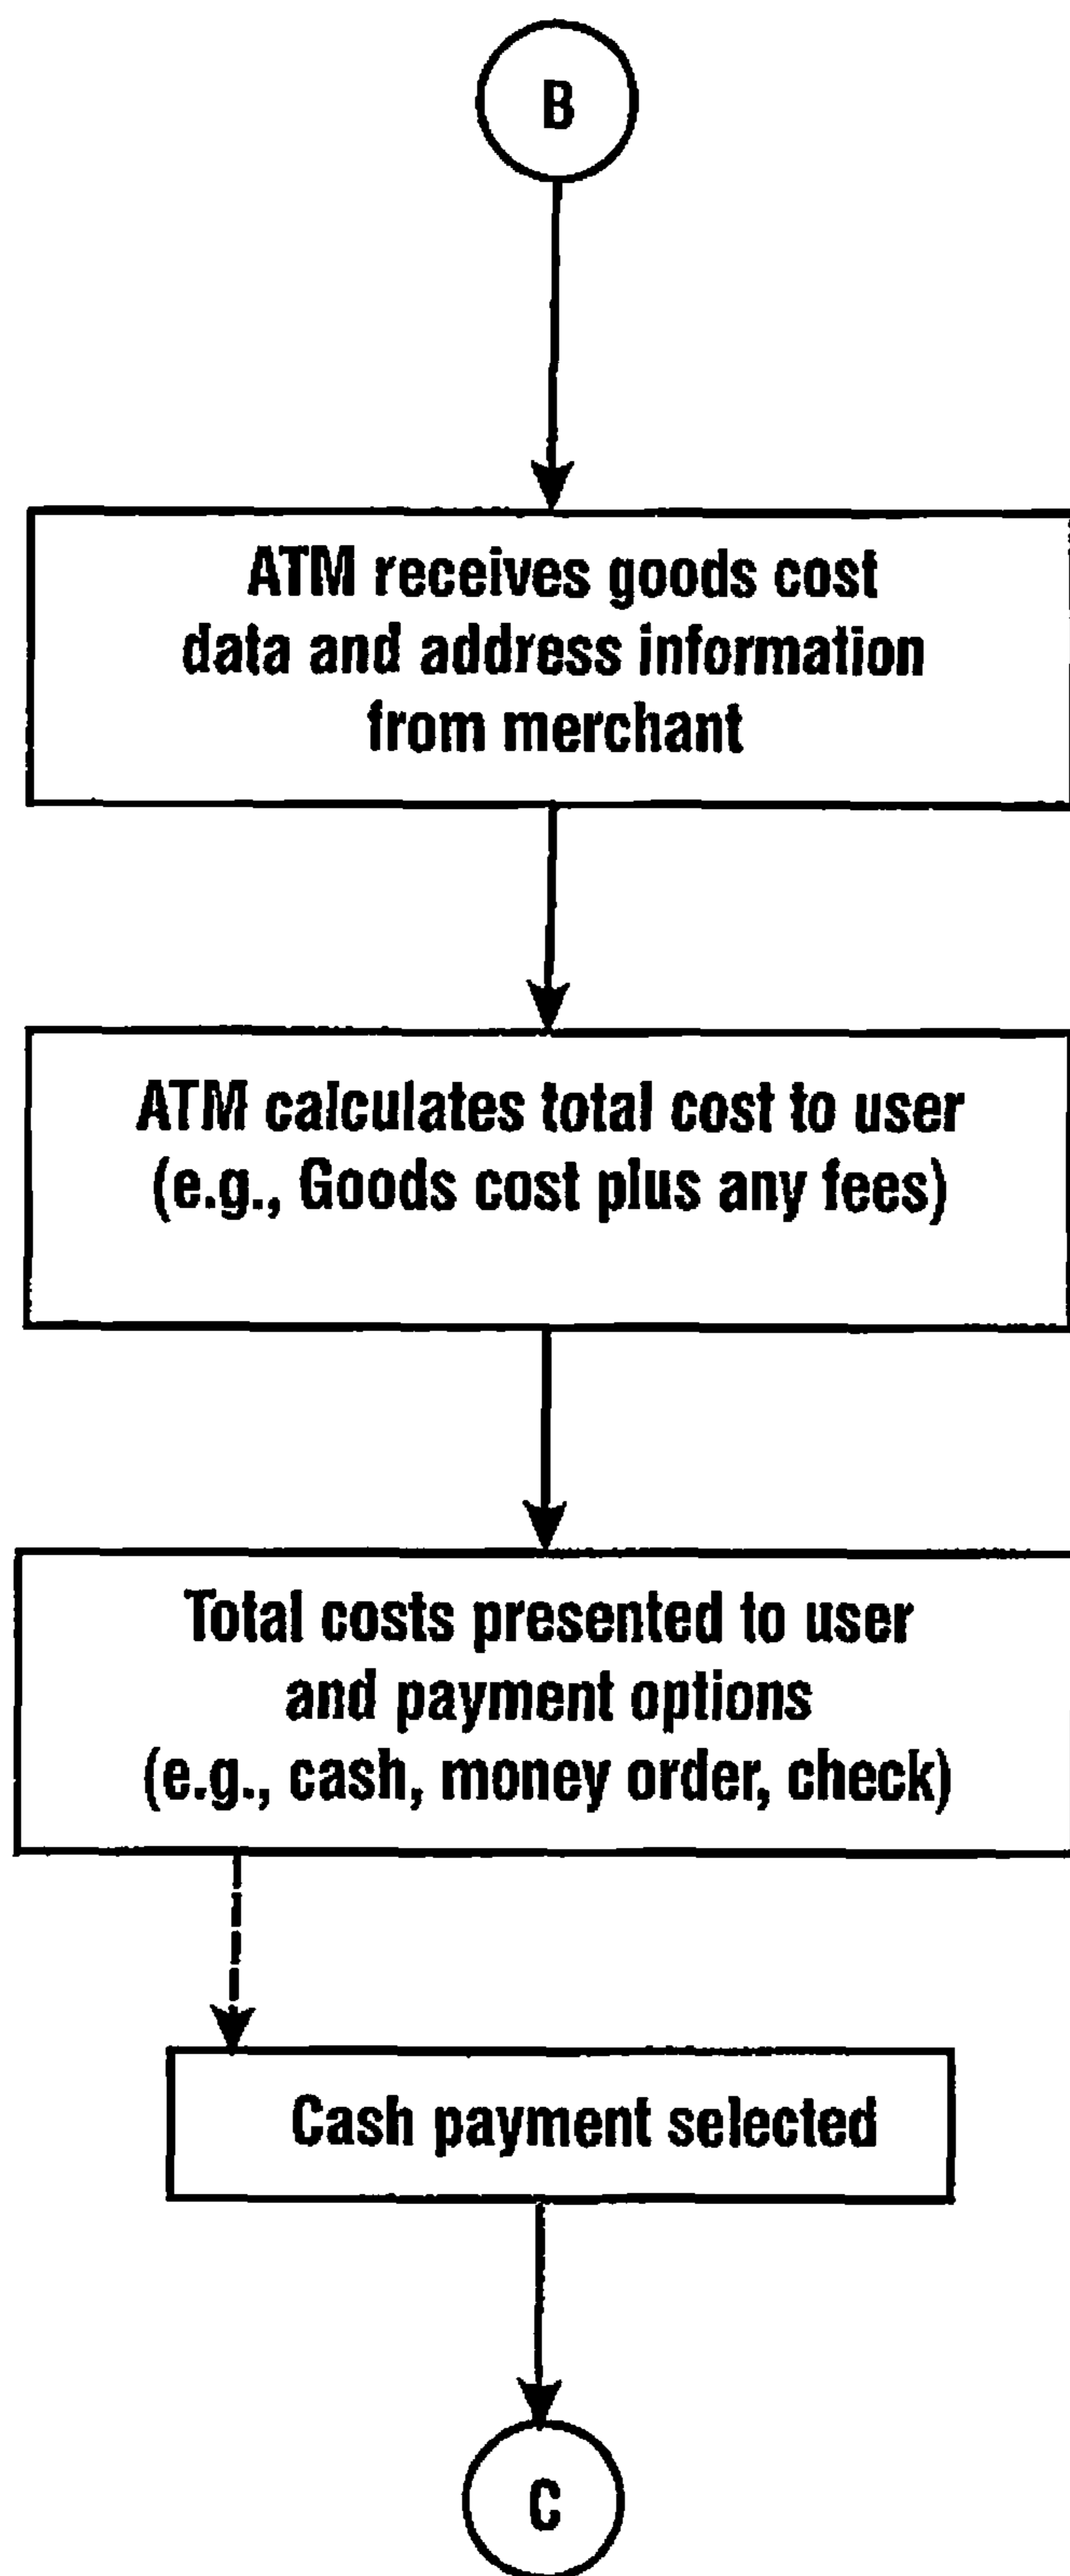 B
ATM receives goods cost
data and address information
from merchant
ATM calculates total cost to user
(e.g., Goods cost plus any fees)
Total costs presented to user
and payment options
(e.g., cash, money order, check)
Cash payment selected
C